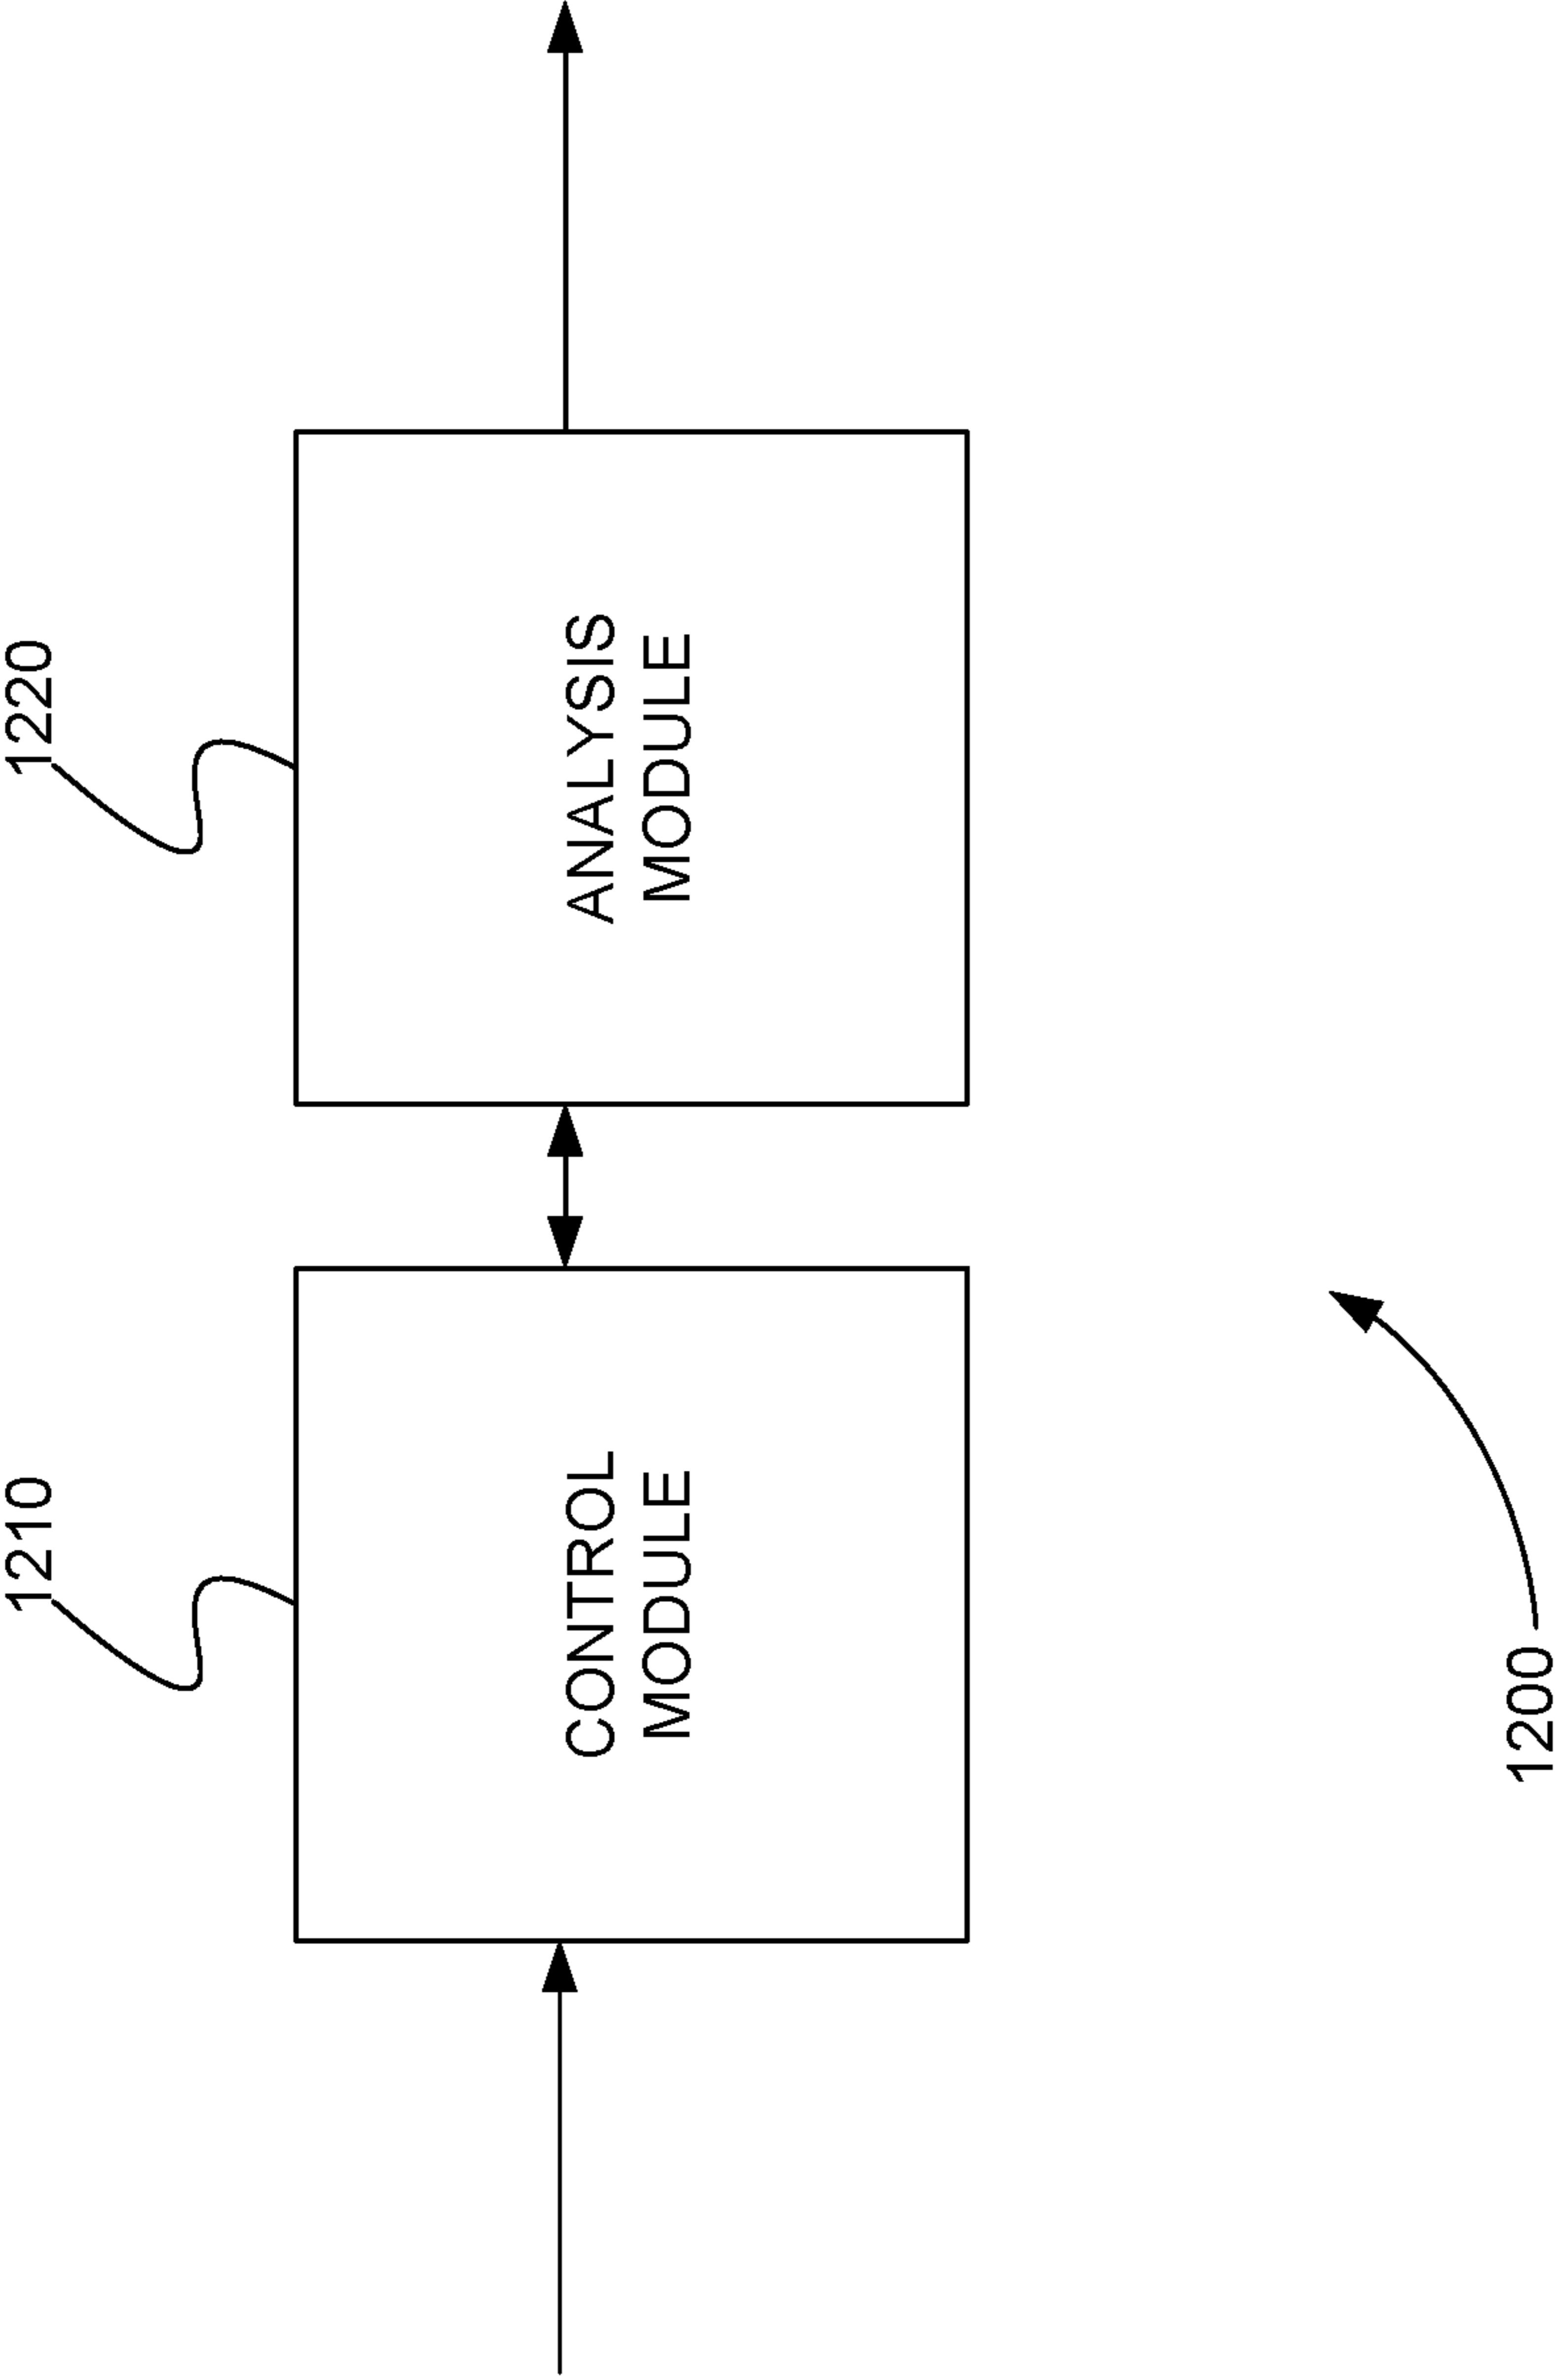 1210
1220
CONTROL
MODULE
ANALYSIS
MODULE
1200